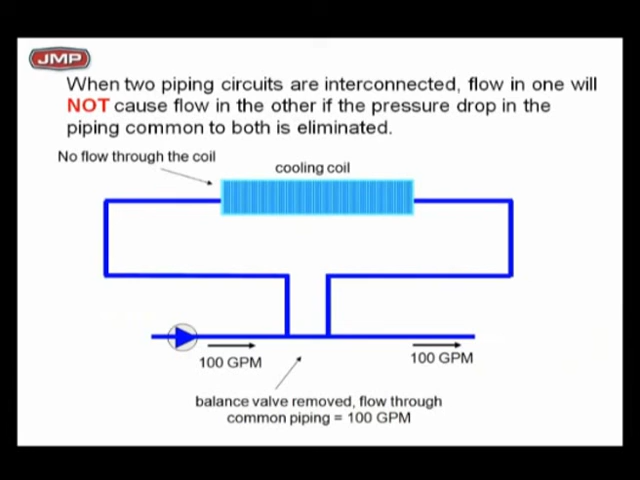 JMP
When two piping circuits are interconnected, flow in one will
NOT cause flow in the other if the pressure drop in the
piping common to both is eliminated.
No flow through the coil
cooling coil
100 GPM
100 GPM
balance valve removed, flow through
common piping = 100 GPM